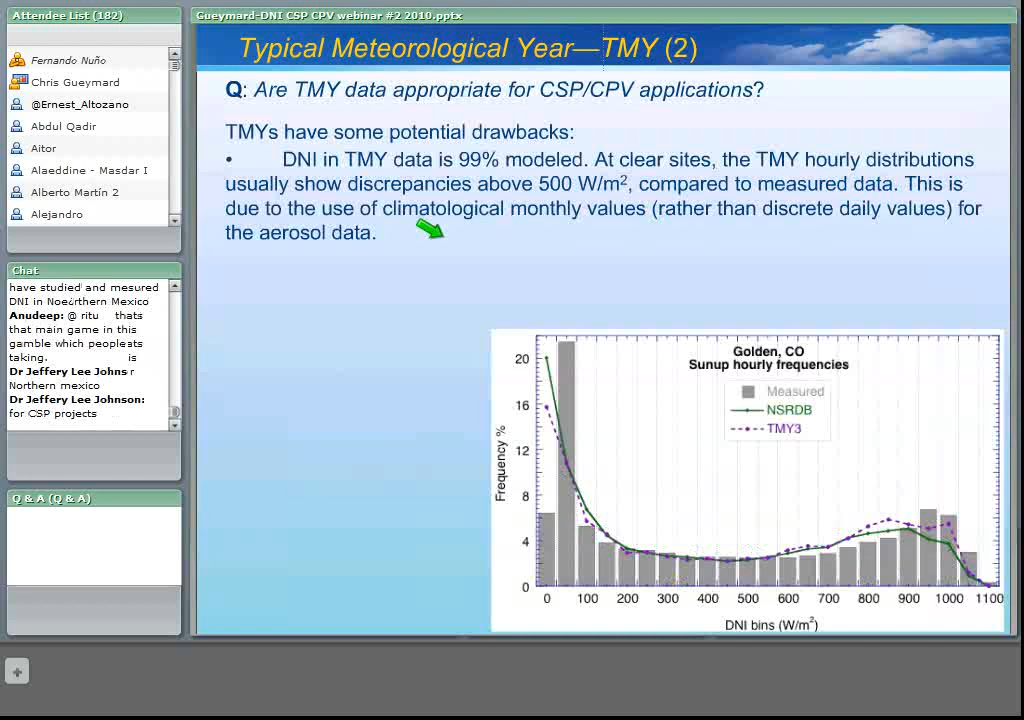 Attendee List (182)
Fernando Nuño
Chris Gueymard
@Ernest_Altozano
Abdul Qadir
Aitor
Alaeddine - Masdar I
Alberto Martín 2
Alejandro
Chat
have studied and mesured
DNI in Mexico
Anudeep: @ ritu thats
that main game in this
gamble which
taking. is
Dr Jeffery Lee Johns
Northern mexico
Dr Jeffery Lee Johnson:
for CSP projects
Q & A (Q & A)
Gueymard-DNI CSP CPV webinar #2 2010.pptx
Typical Meteorological Year—TMY (2)
Q: Are TMY data appropriate for CSP/CPV applications?
TMYs have some potential drawbacks:
• DNI in TMY data is 99% modeled. At clear sites, the TMY hourly distributions
usually show discrepancies above 500 W/m², compared to measured data. This is
due to the use of climatological monthly values (rather than discrete daily values) for
the aerosol data.
Golden, CO
Sunup hourly frequencies
Measured
NSRDB
TMY3
Frequency %
20
16
12
8
4
0
0 100 200 300 400 500 600 700 800 900 1000 1100
DNI bins (W/m²)
+